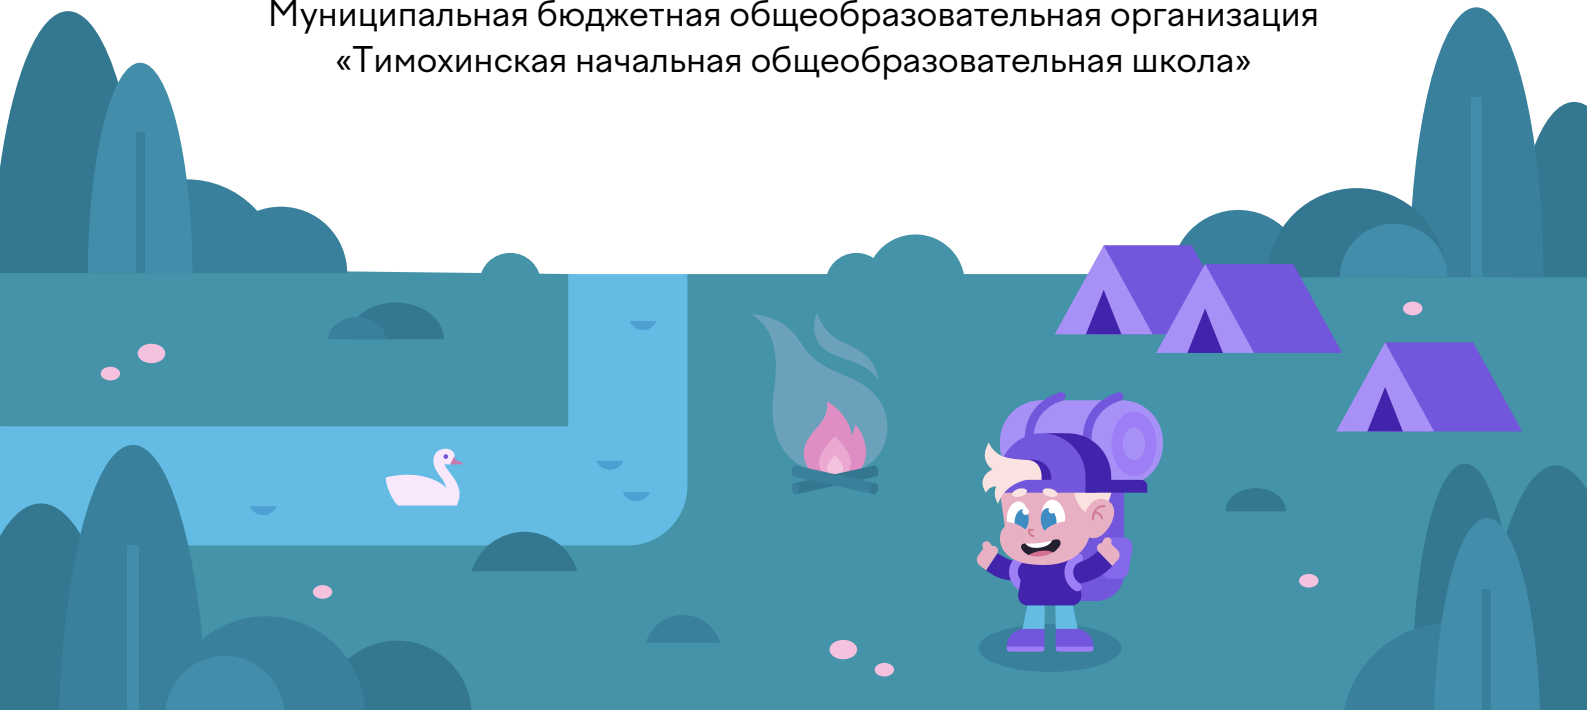 Муниципальная бюджетная общеобразовательная организация
«Тимохинская начальная общеобразовательная школа»